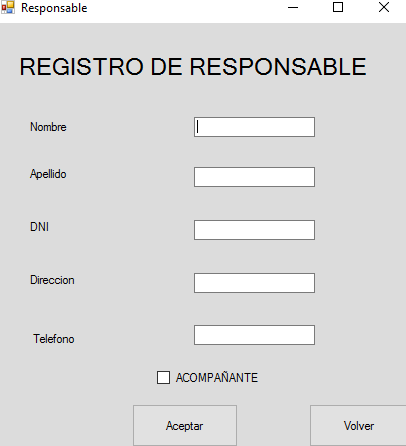 Responsable
REGISTRO DE RESPONSABLE
Nombre
Apellido
DNI
Direccion
Telefono
ACOMPAÑANTE
Aceptar Volver